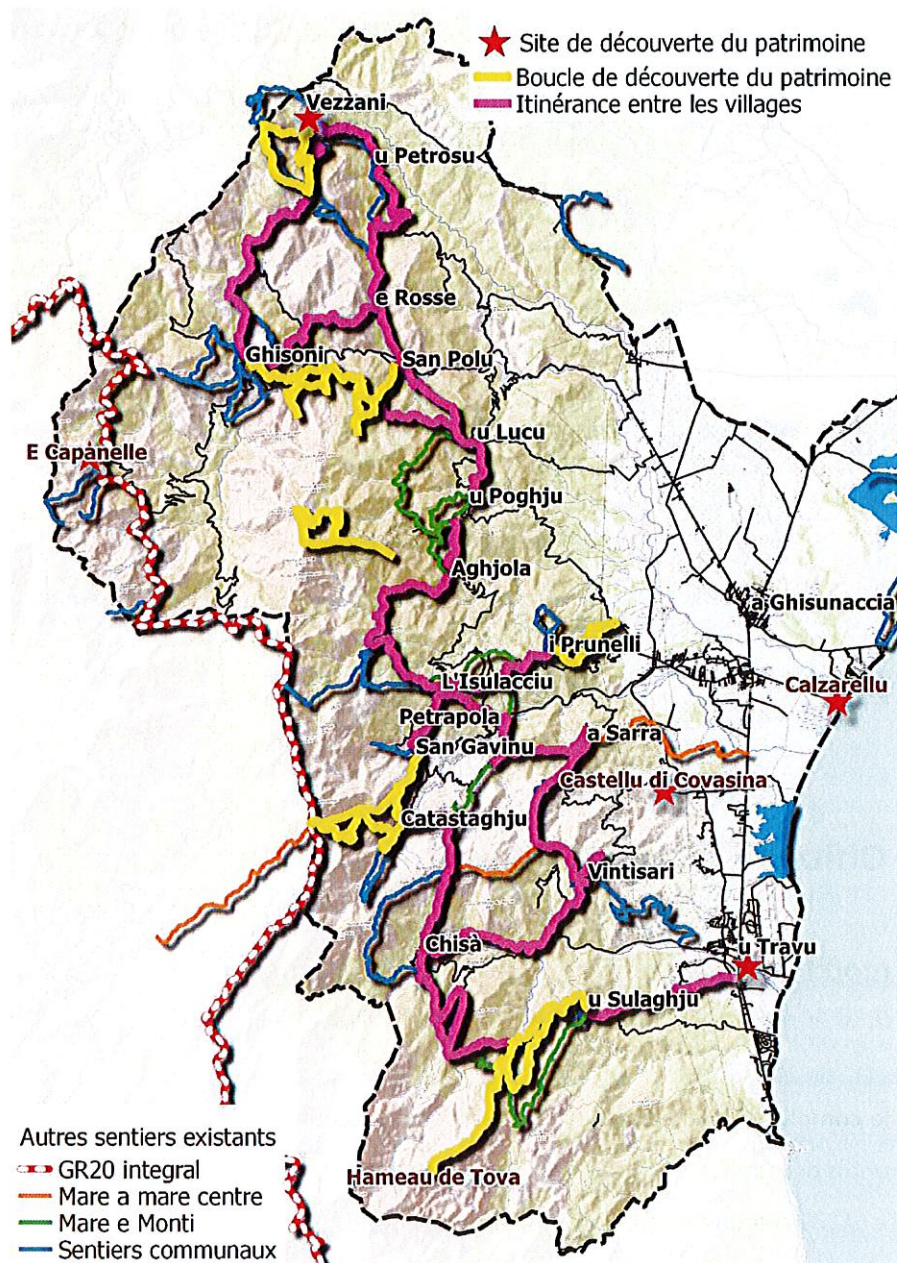 Site de découverte du patrimoine
Boucle de découverte du patrimoine
Itinérance entre les villages
Vezzani
u Petrosu
e Rosse
Ghisoni
San Polu
u Lucu
E Capanelle
u Poghju
Aghjola
a Ghisunaccia
i Prunelli
L'Isulacciu
Calzarellu
Petrapola
a Sarra
San Gavinu
Castellu di Covasina
Catastaghju
Vintisari
Chisà
u Travu
u Sulaghju
Hameau de Tova
Autres sentiers existants
GR20 integral
Mare a mare centre
Mare e Monti
Sentiers communaux